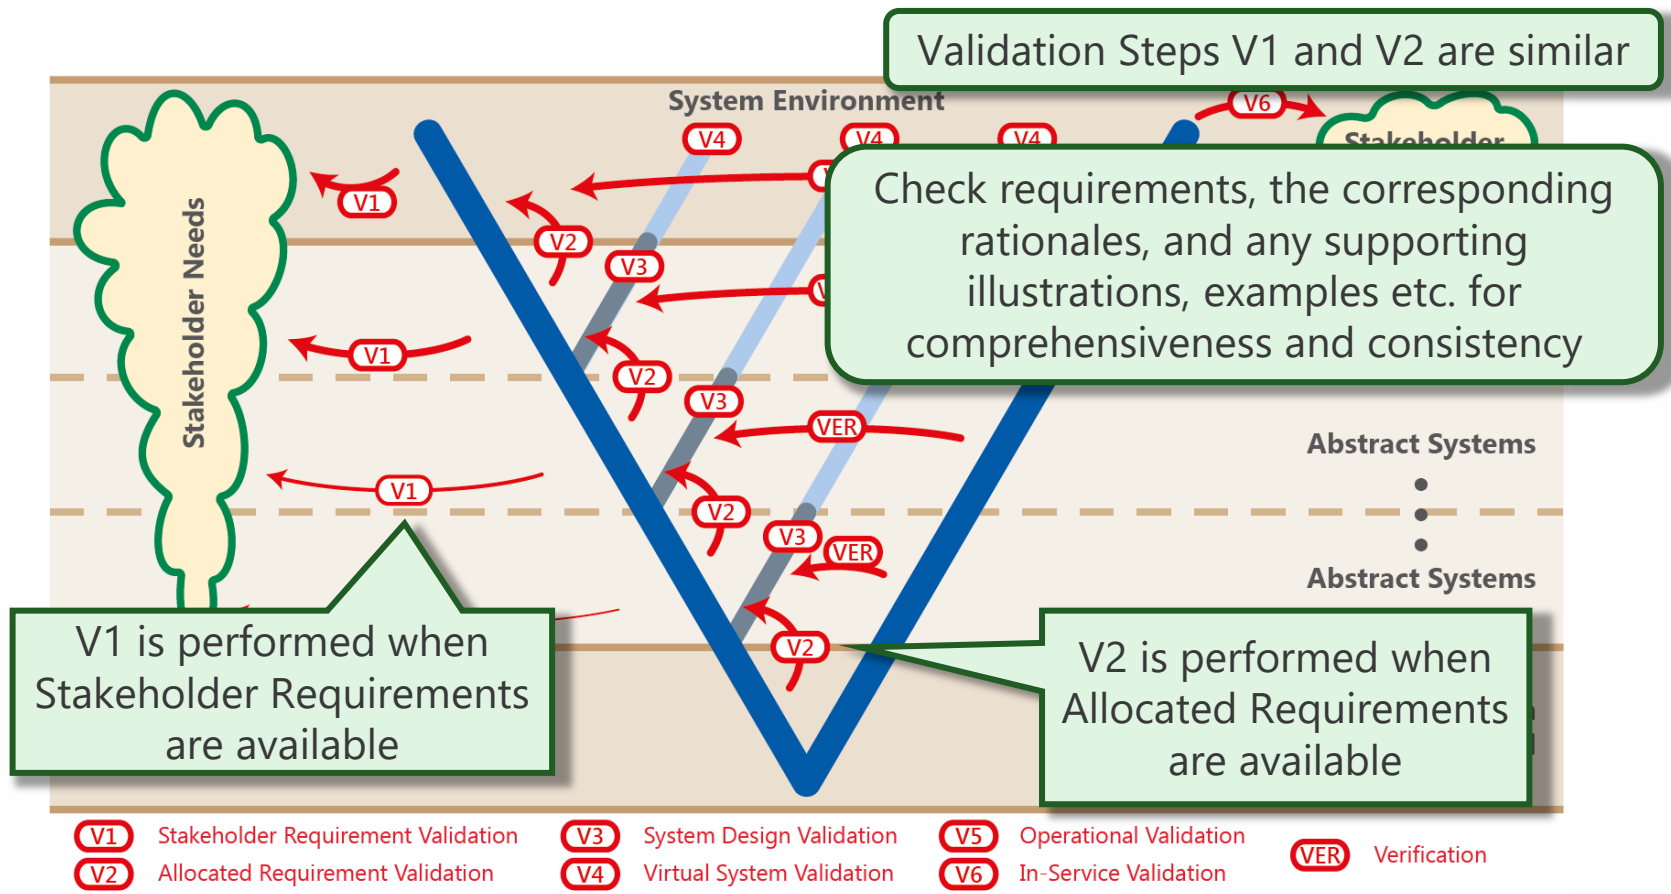 Validation Steps V1 and V2 are similar
System Environment
V6
V4
V4
V4
Stakeholder
Check requirements, the corresponding
rationales, and any supporting
illustrations, examples etc. for
comprehensiveness and consistency
Stakeholder Needs
V1
V2
V3
V1
V2
V3
VER
Abstract Systems
V1
V2
V3
VER
Abstract Systems
V1 is performed when
Stakeholder Requirements
are available
V2
V2 is performed when
Allocated Requirements
are available
V1 Stakeholder Requirement Validation
V2 Allocated Requirement Validation
V3 System Design Validation
V4 Virtual System Validation
V5 Operational Validation
V6 In-Service Validation
VER Verification